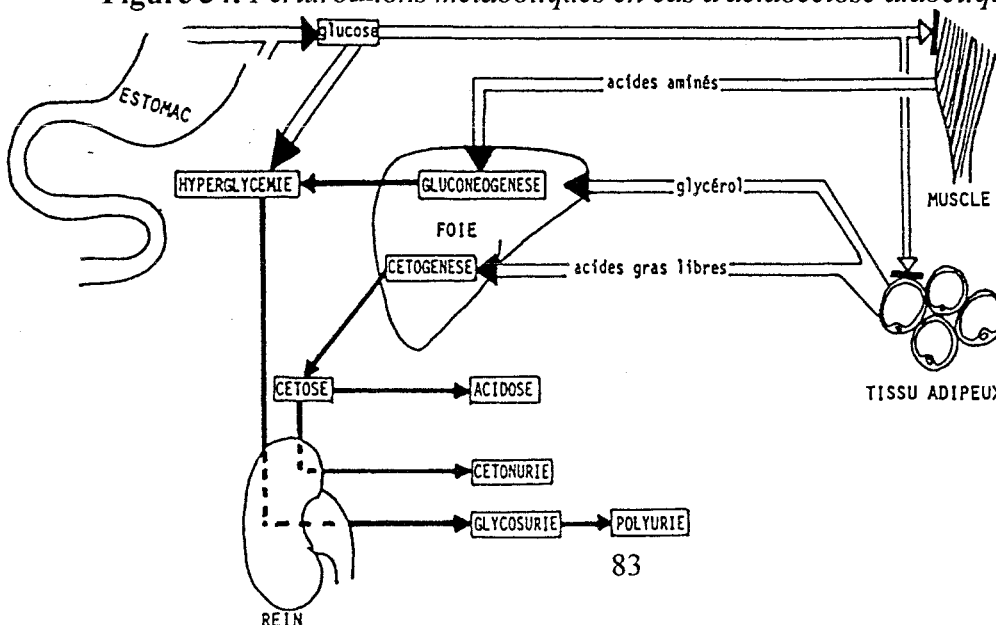 glucose
acides aminés
ESTOMAC
HYPERGLYCEMIE
GLUCONEOGENESE
glycérol
MUSCLE
FOIE
CETOGENESE
acides gras libres
CETOSE
ACIDOSE
TISSU ADIPEUX
CETONURIE
GLYCOSURIE
POLYURIE
83
REIN